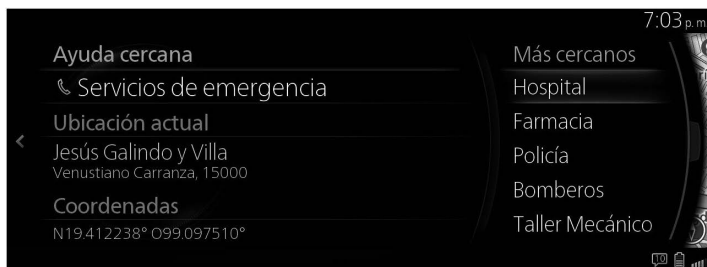 7:03 p. m.
Ayuda cercana
Servicios de emergencia
Ubicación actual
Jesús Galindo y Villa
Venustiano Carranza, 15000
Coordenadas
N19.412238° O99.097510°
Más cercanos
Hospital
Farmacia
Policía
Bomberos
Taller Mecánico
10